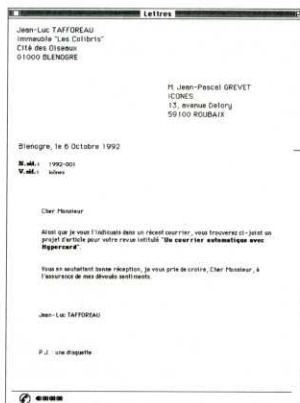 Lettres
Jean-Luc TAFFOREAU
Immeuble "Les Colibris"
Cité des Oiseaux
01000 BLENOGRE
M. Jean-Pascal GREVET
ICONES
13, avenue Delory
59100 ROUBAIX
Blenogre, le 6 Octobre 1992
N.réf.: 1992-001
V.réf.: icônes
Cher Monsieur
Ainsi que je vous l'indiquais dans un récent courrier, vous trouverez ci-joint un
projet d'article pour votre revue intitulé "Un courrier automatique avec
Hypercard".
Vous en souhaitant bonne réception, je vous prie de croire, Cher Monsieur, à
l'assurance de mes dévoués sentiments.
Jean-Luc TAFFOREAU
P.J. : une disquette